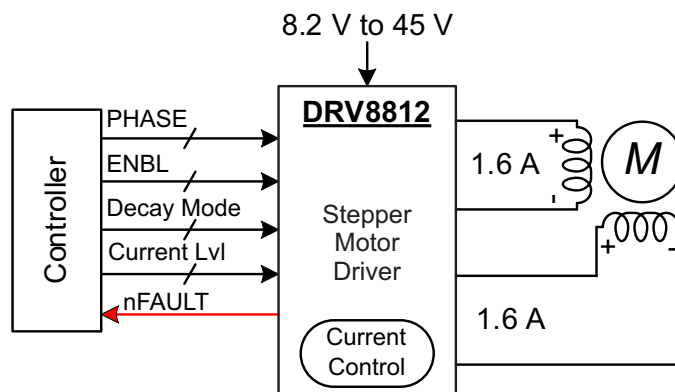 8.2 V to 45 V
DRV8812
Controller
PHASE
ENBL
Decay Mode
Current Lvl
nFAULT
Stepper
Motor
Driver
Current
Control
1.6 A
+
-
M
+
-
1.6 A